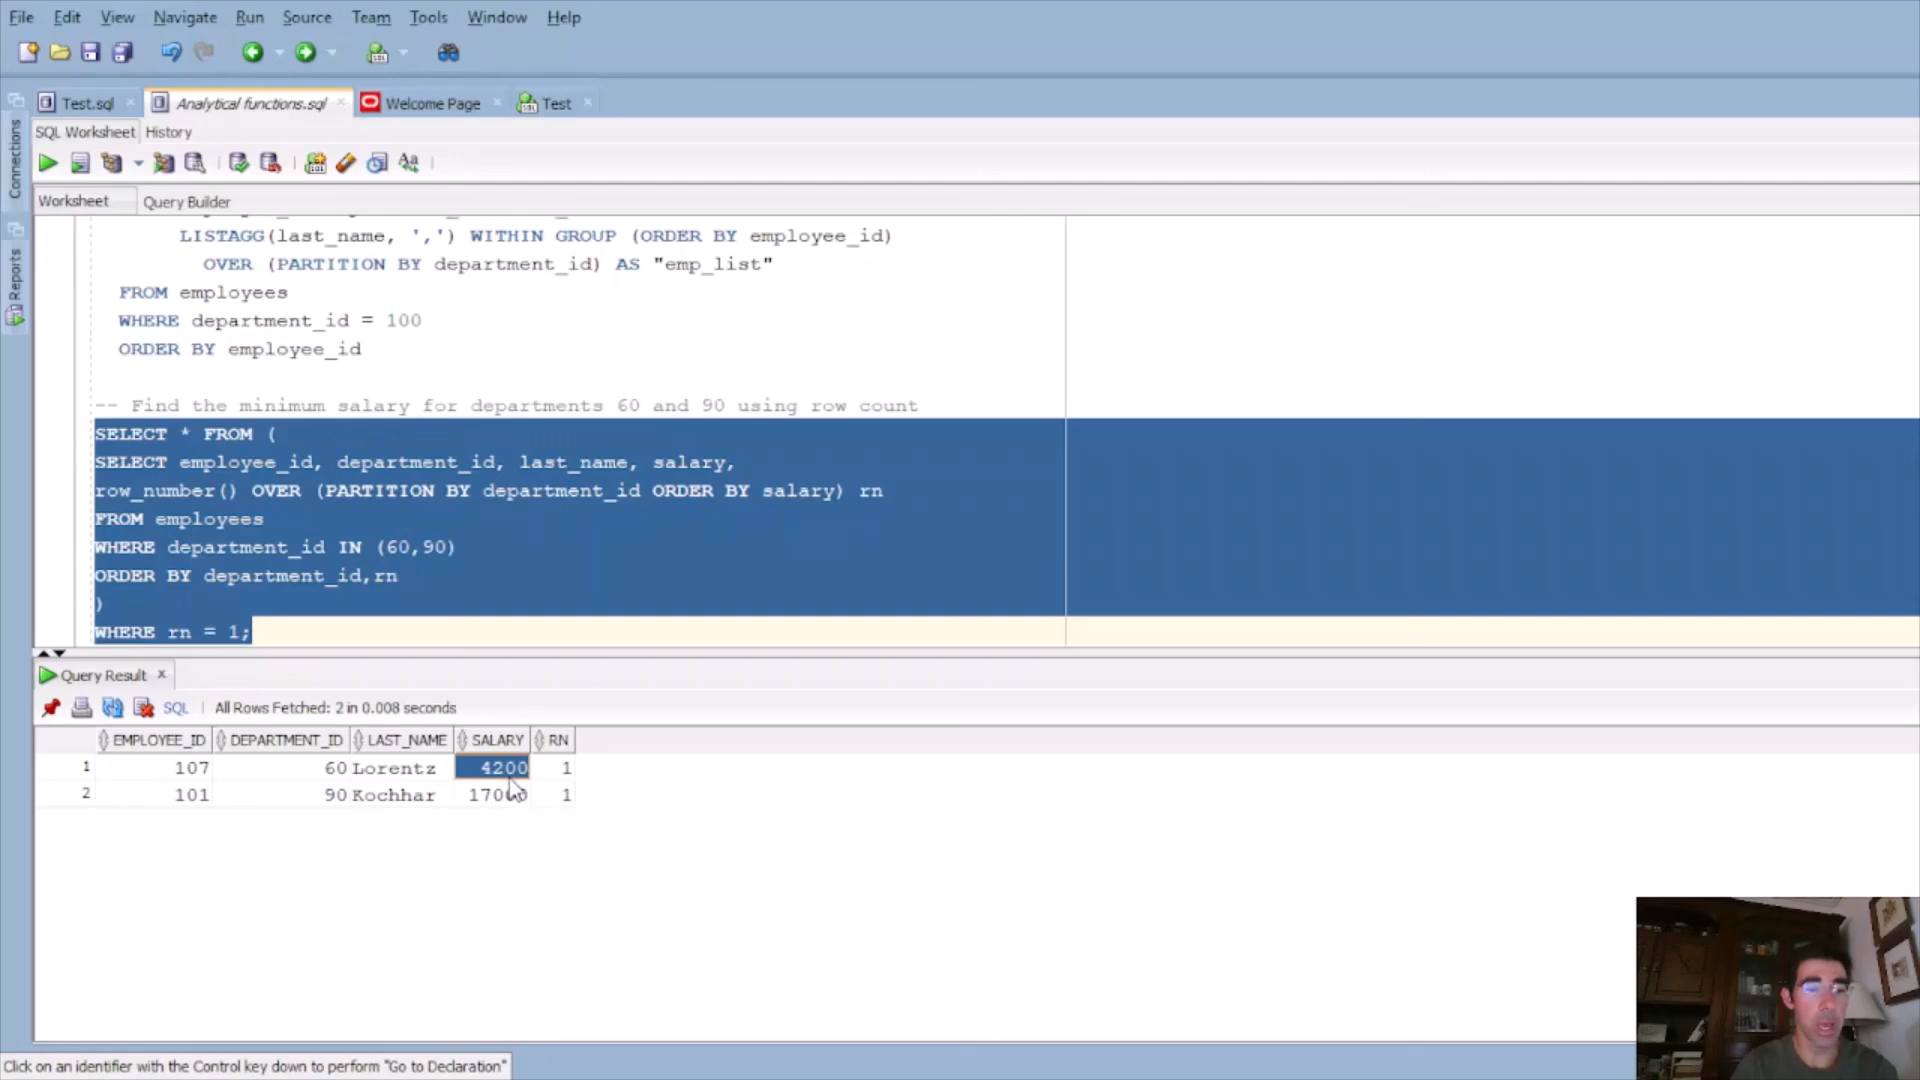 File Edit View Navigate Run Source Team Tools Window Help
Test.sql Analytical functions.sql Welcome Page Test
SQL Worksheet History
Connections
Reports
Worksheet Query Builder
LISTAGG(last_name, ',') WITHIN GROUP (ORDER BY employee_id)
OVER (PARTITION BY department_id) AS "emp_list"
FROM employees
WHERE department_id = 100
ORDER BY employee_id
-- Find the minimum salary for departments 60 and 90 using row count
SELECT * FROM (
SELECT employee_id, department_id, last_name, salary,
row_number() OVER (PARTITION BY department_id ORDER BY salary) rn
FROM employees
WHERE department_id IN (60,90)
ORDER BY department_id,rn
)
WHERE rn = 1;
Query Result
SQL All Rows Fetched: 2 in 0.008 seconds
EMPLOYEE_ID DEPARTMENT_ID LAST_NAME SALARY RN
1 107 60 Lorentz 4200 1
2 101 90 Kochhar 17000 1
Click on an identifier with the Control key down to perform "Go to Declaration"